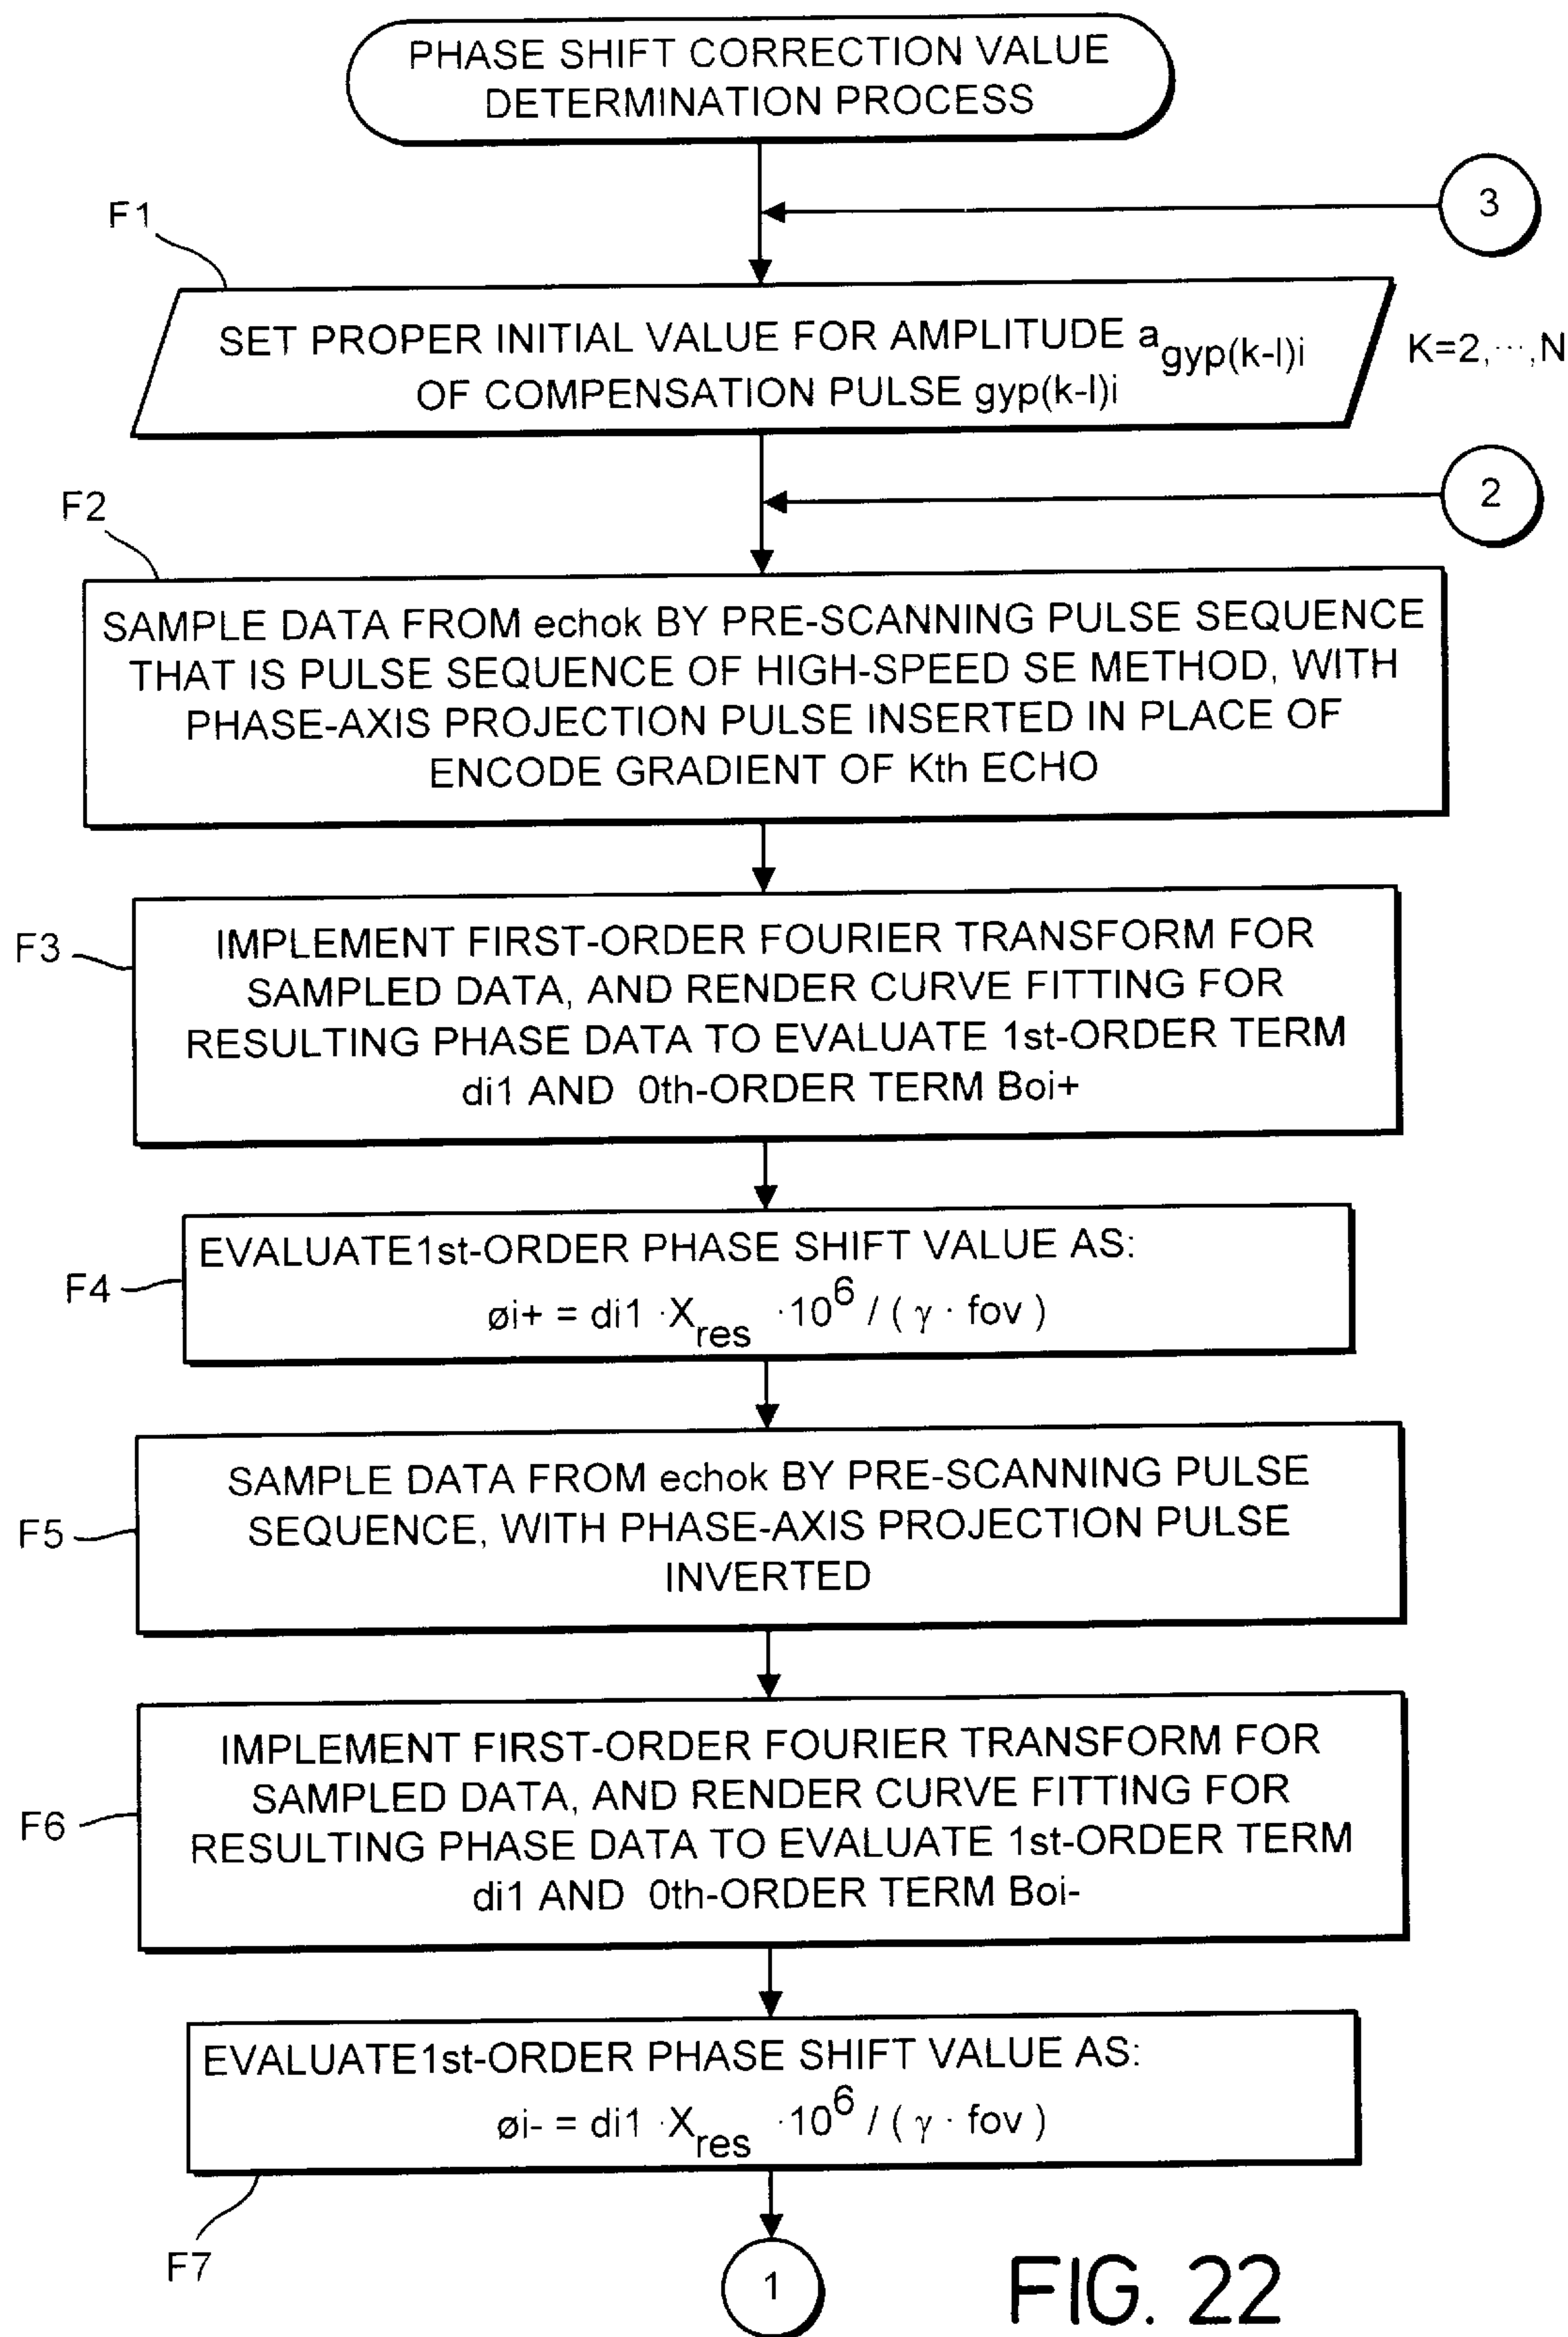 PHASE SHIFT CORRECTION VALUE
DETERMINATION PROCESS
3
F1
SET PROPER INITIAL VALUE FOR AMPLITUDE a gyp(k-l)i
OF COMPENSATION PULSE gyp(k-l)i
K=2,···,N
2
F2
SAMPLE DATA FROM echok BY PRE-SCANNING PULSE SEQUENCE
THAT IS PULSE SEQUENCE OF HIGH-SPEED SE METHOD, WITH
PHASE-AXIS PROJECTION PULSE INSERTED IN PLACE OF
ENCODE GRADIENT OF Kth ECHO
F3
IMPLEMENT FIRST-ORDER FOURIER TRANSFORM FOR
SAMPLED DATA, AND RENDER CURVE FITTING FOR
RESULTING PHASE DATA TO EVALUATE 1st-ORDER TERM
di1 AND 0th-ORDER TERM Boi+
F4
EVALUATE1st-ORDER PHASE SHIFT VALUE AS:
øi+ = di1 · X res · 10^6 / ( γ · fov )
F5
SAMPLE DATA FROM echok BY PRE-SCANNING PULSE
SEQUENCE, WITH PHASE-AXIS PROJECTION PULSE
INVERTED
F6
IMPLEMENT FIRST-ORDER FOURIER TRANSFORM FOR
SAMPLED DATA, AND RENDER CURVE FITTING FOR
RESULTING PHASE DATA TO EVALUATE 1st-ORDER TERM
di1 AND 0th-ORDER TERM Boi-
EVALUATE1st-ORDER PHASE SHIFT VALUE AS:
øi- = di1 · X res · 10^6 / ( γ · fov )
F7
1
FIG. 22